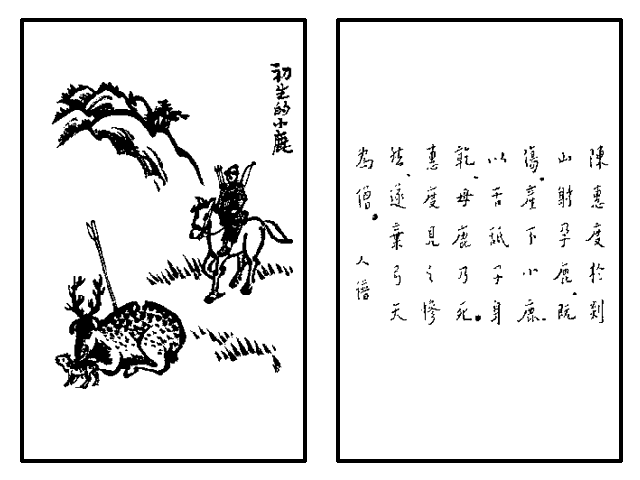 初生的小鹿
陳惠度於剡
山射孕鹿、既
傷。產下小鹿、
以舌舐子身
乾、母鹿乃死。
惠度見之慘
然、遂棄弓矢
為僧。 人譜